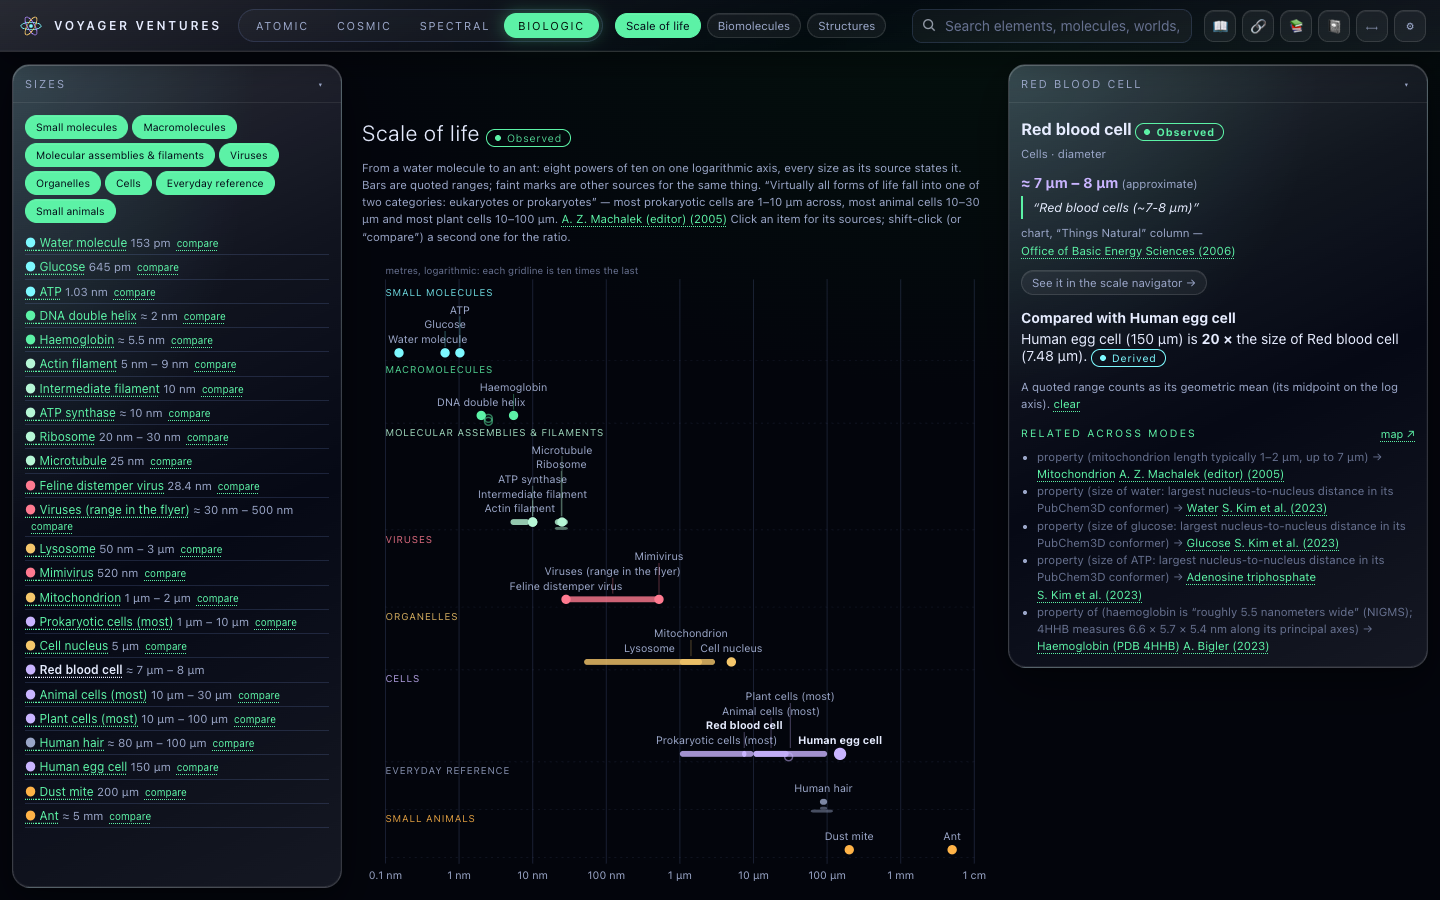 VOYAGER VENTURES
ATOMIC
COSMIC
SPECTRAL
BIOLOGIC
Scale of life
Biomolecules
Structures
Search elements, molecules, worlds,
SIZES
Small molecules
Macromolecules
Molecular assemblies & filaments
Viruses
Organelles
Cells
Everyday reference
Small animals
Water molecule 153 pm compare
Glucose 645 pm compare
ATP 1.03 nm compare
DNA double helix ≈ 2 nm compare
Haemoglobin ≈ 5.5 nm compare
Actin filament 5 nm – 9 nm compare
Intermediate filament 10 nm compare
ATP synthase ≈ 10 nm compare
Ribosome 20 nm – 30 nm compare
Microtubule 25 nm compare
Feline distemper virus 28.4 nm compare
Viruses (range in the flyer) ≈ 30 nm – 500 nm
compare
Lysosome 50 nm – 3 µm compare
Mimivirus 520 nm compare
Mitochondrion 1 µm – 2 µm compare
Prokaryotic cells (most) 1 µm – 10 µm compare
Cell nucleus 5 µm compare
Red blood cell ≈ 7 µm – 8 µm
Animal cells (most) 10 µm – 30 µm compare
Plant cells (most) 10 µm – 100 µm compare
Human hair ≈ 80 µm – 100 µm compare
Human egg cell 150 µm compare
Dust mite 200 µm compare
Ant ≈ 5 mm compare
Scale of life
Observed
From a water molecule to an ant: eight powers of ten on one logarithmic axis, every size as its source states it.
Bars are quoted ranges; faint marks are other sources for the same thing. “Virtually all forms of life fall into one of
two categories: eukaryotes or prokaryotes” — most prokaryotic cells are 1–10 µm across, most animal cells 10–30
µm and most plant cells 10–100 µm. A. Z. Machalek (editor) (2005) Click an item for its sources; shift-click (or
“compare”) a second one for the ratio.
metres, logarithmic: each gridline is ten times the last
SMALL MOLECULES
ATP
Glucose
Water molecule
MACROMOLECULES
Haemoglobin
DNA double helix
MOLECULAR ASSEMBLIES & FILAMENTS
Microtubule
Ribosome
ATP synthase
Intermediate filament
Actin filament
VIRUSES
Mimivirus
Viruses (range in the flyer)
Feline distemper virus
ORGANELLES
Mitochondrion
Lysosome
Cell nucleus
CELLS
Plant cells (most)
Animal cells (most)
Red blood cell
Prokaryotic cells (most)
Human egg cell
EVERYDAY REFERENCE
Human hair
SMALL ANIMALS
Dust mite
Ant
0.1 nm
1 nm
10 nm
100 nm
1 µm
10 µm
100 µm
1 mm
1 cm
RED BLOOD CELL
Red blood cell
Observed
Cells · diameter
≈ 7 µm – 8 µm (approximate)
“Red blood cells (~7-8 µm)”
chart, “Things Natural” column —
Office of Basic Energy Sciences (2006)
See it in the scale navigator →
Compared with Human egg cell
Human egg cell (150 µm) is 20 × the size of Red blood cell
(7.48 µm). Derived
A quoted range counts as its geometric mean (its midpoint on the log
axis). clear
RELATED ACROSS MODES
map ↗
property (mitochondrion length typically 1–2 µm, up to 7 µm) →
Mitochondrion A. Z. Machalek (editor) (2005)
property (size of water: largest nucleus-to-nucleus distance in its
PubChem3D conformer) → Water S. Kim et al. (2023)
property (size of glucose: largest nucleus-to-nucleus distance in its
PubChem3D conformer) → Glucose S. Kim et al. (2023)
property (size of ATP: largest nucleus-to-nucleus distance in its
PubChem3D conformer) → Adenosine triphosphate
S. Kim et al. (2023)
property of (haemoglobin is “roughly 5.5 nanometers wide” (NIGMS);
4HHB measures 6.6 × 5.7 × 5.4 nm along its principal axes) →
Haemoglobin (PDB 4HHB) A. Bigler (2023)